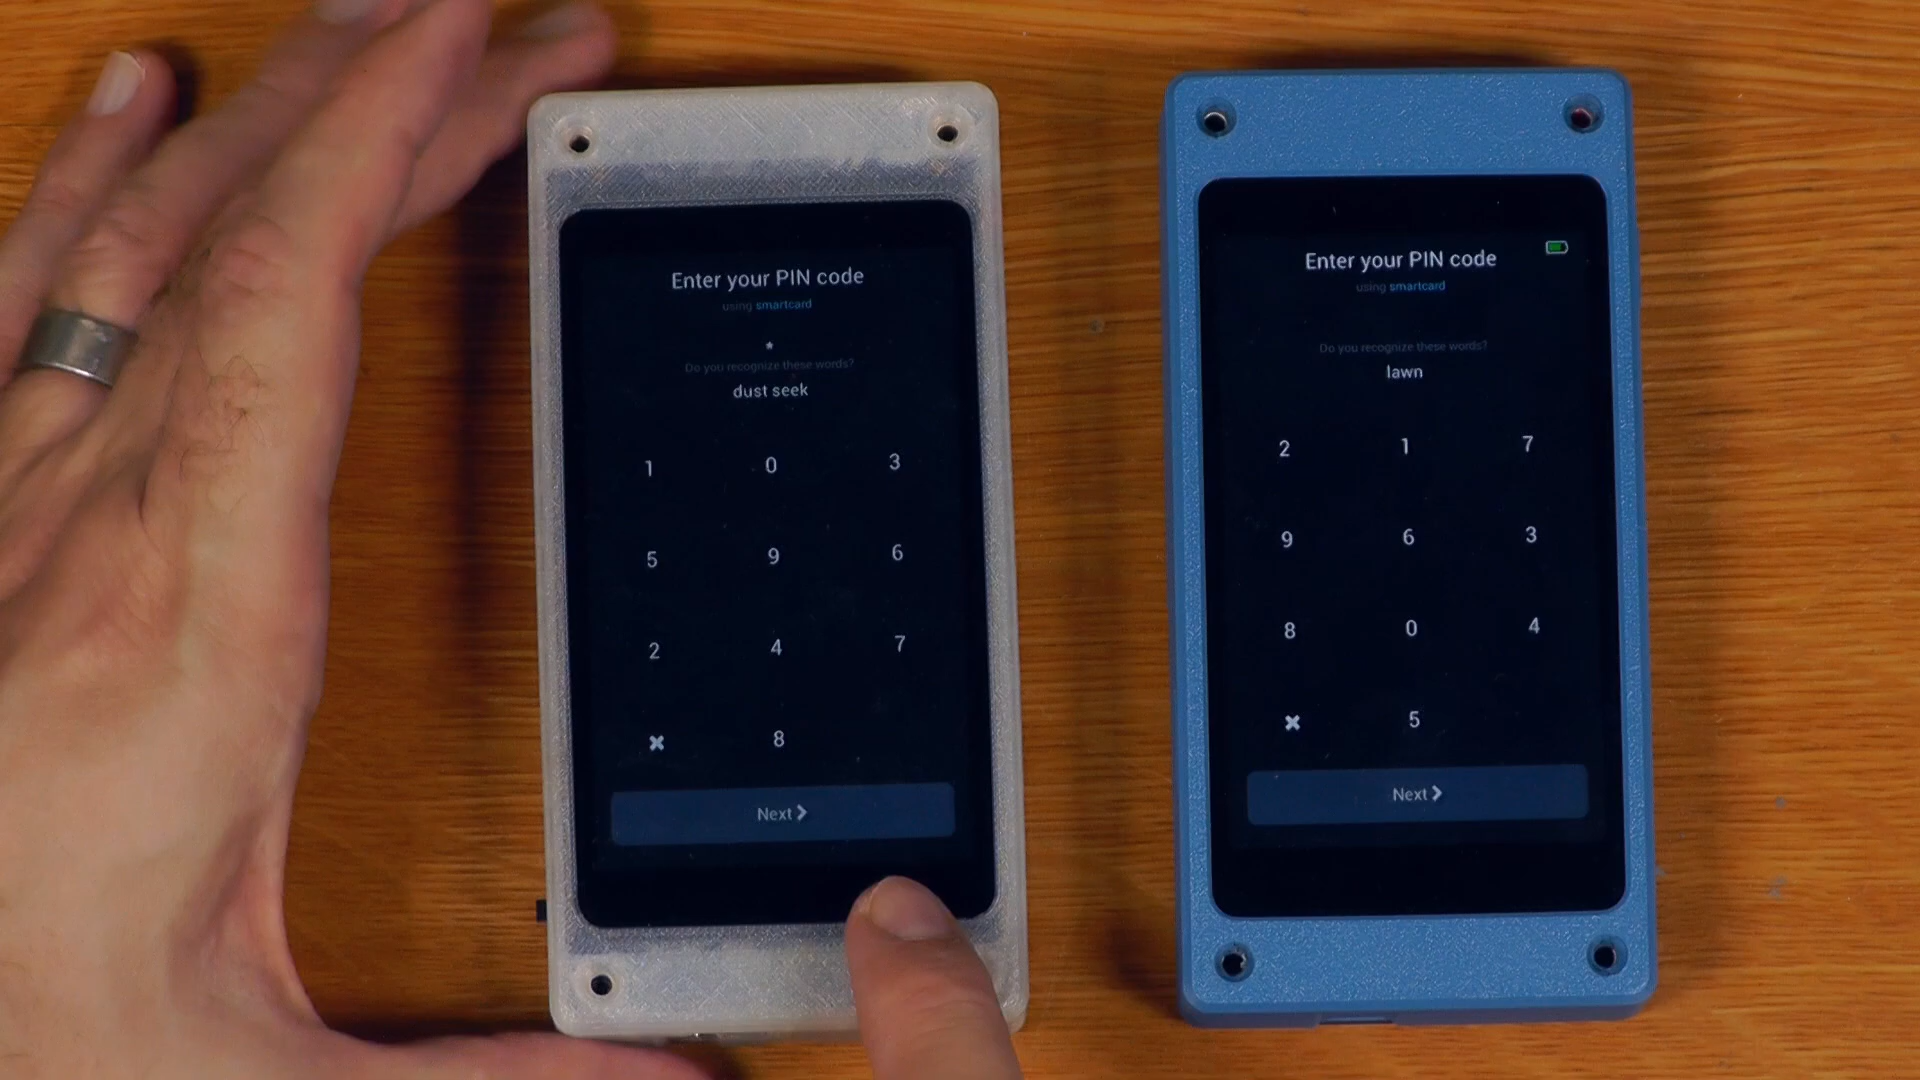 Enter your PIN code
using smartcard
*
Do you recognize these words?
dust seek
1 0 3
5 9 6
2 4 7
✖ 8
Next ❯
Enter your PIN code
using smartcard
Do you recognize these words?
lawn
2 1 7
9 6 3
8 0 4
✖ 5
Next ❯